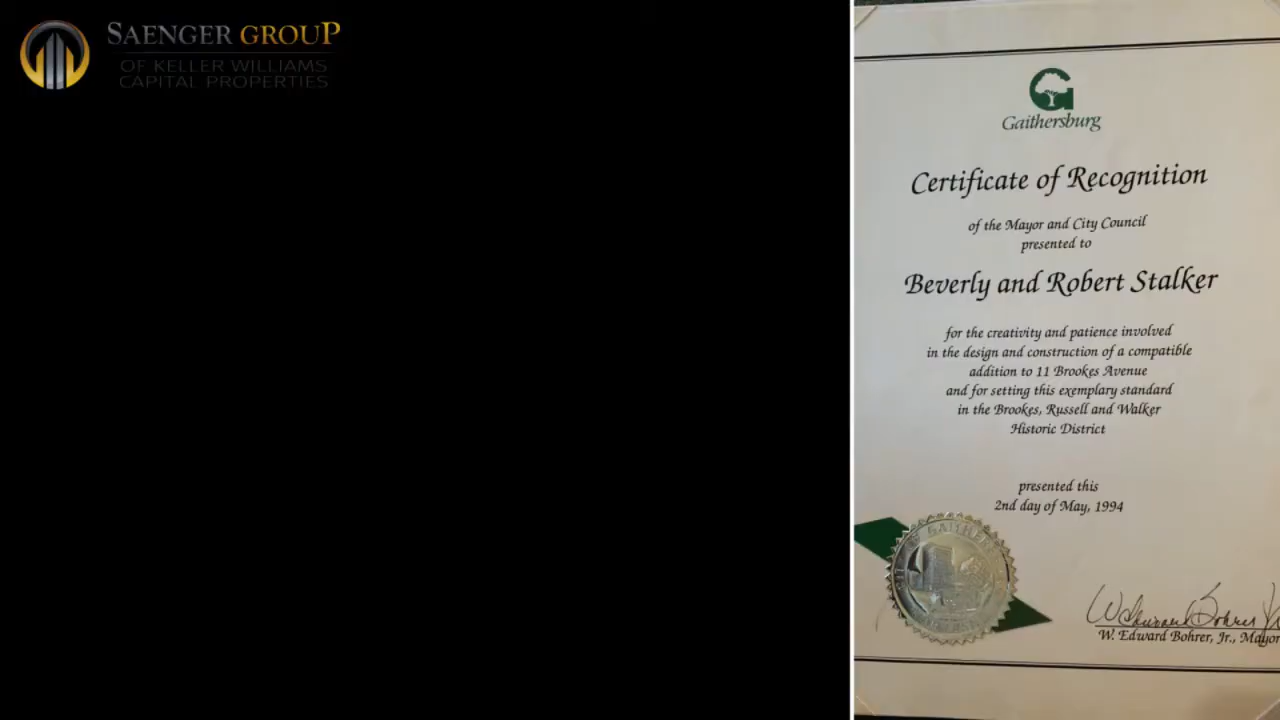 SAENGER GROUP
OF KELLER WILLIAMS
CAPITAL PROPERTIES
Gaithersburg
Certificate of Recognition
of the Mayor and City Council
presented to
Beverly and Robert Stalker
for the creativity and patience involved
in the design and construction of a compatible
addition to 11 Brookes Avenue
and for setting this exemplary standard
in the Brookes, Russell and Walker
Historic District
presented this
2nd day of May, 1994
W. Edward Bohrer, Jr., Mayor